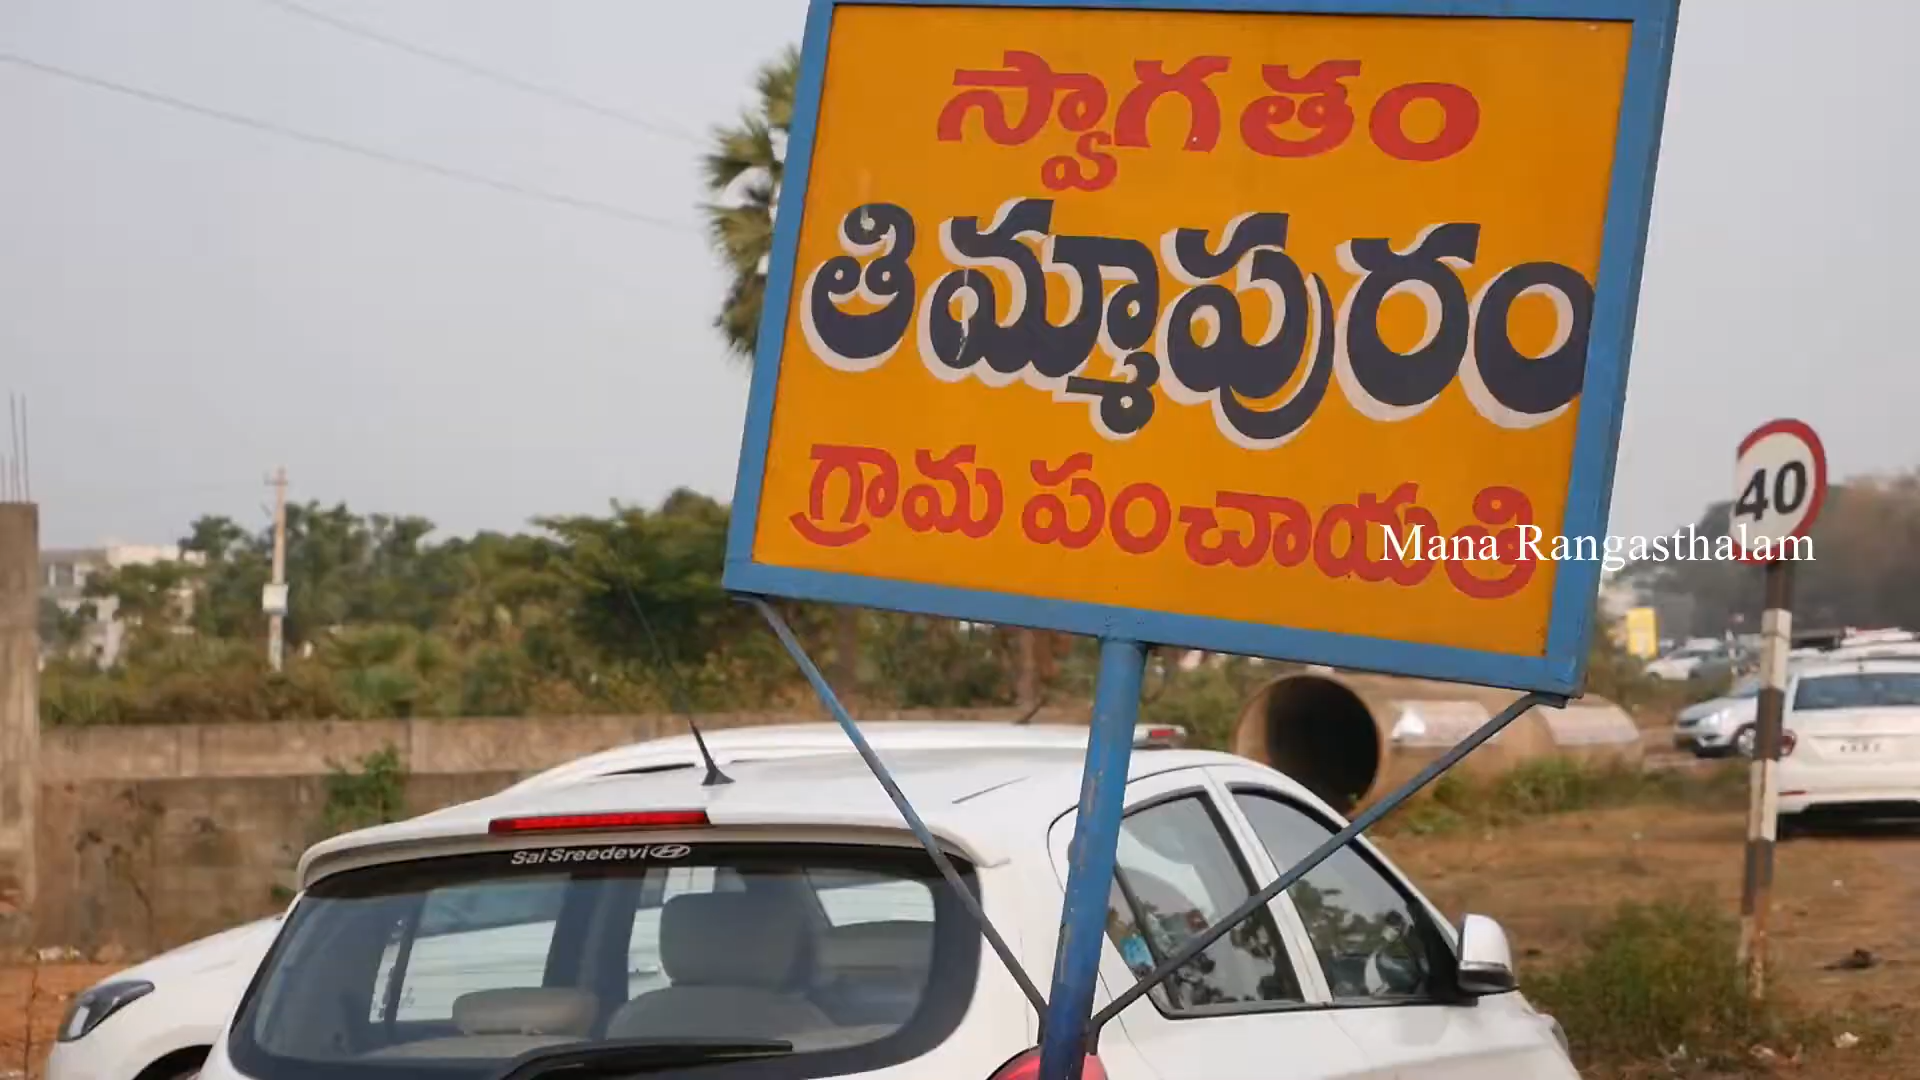 స్వాగతం
తిమ్మాపురం
గ్రామ పంచాయతి
40
Mana Rangasthalam
Sai Sreedevi